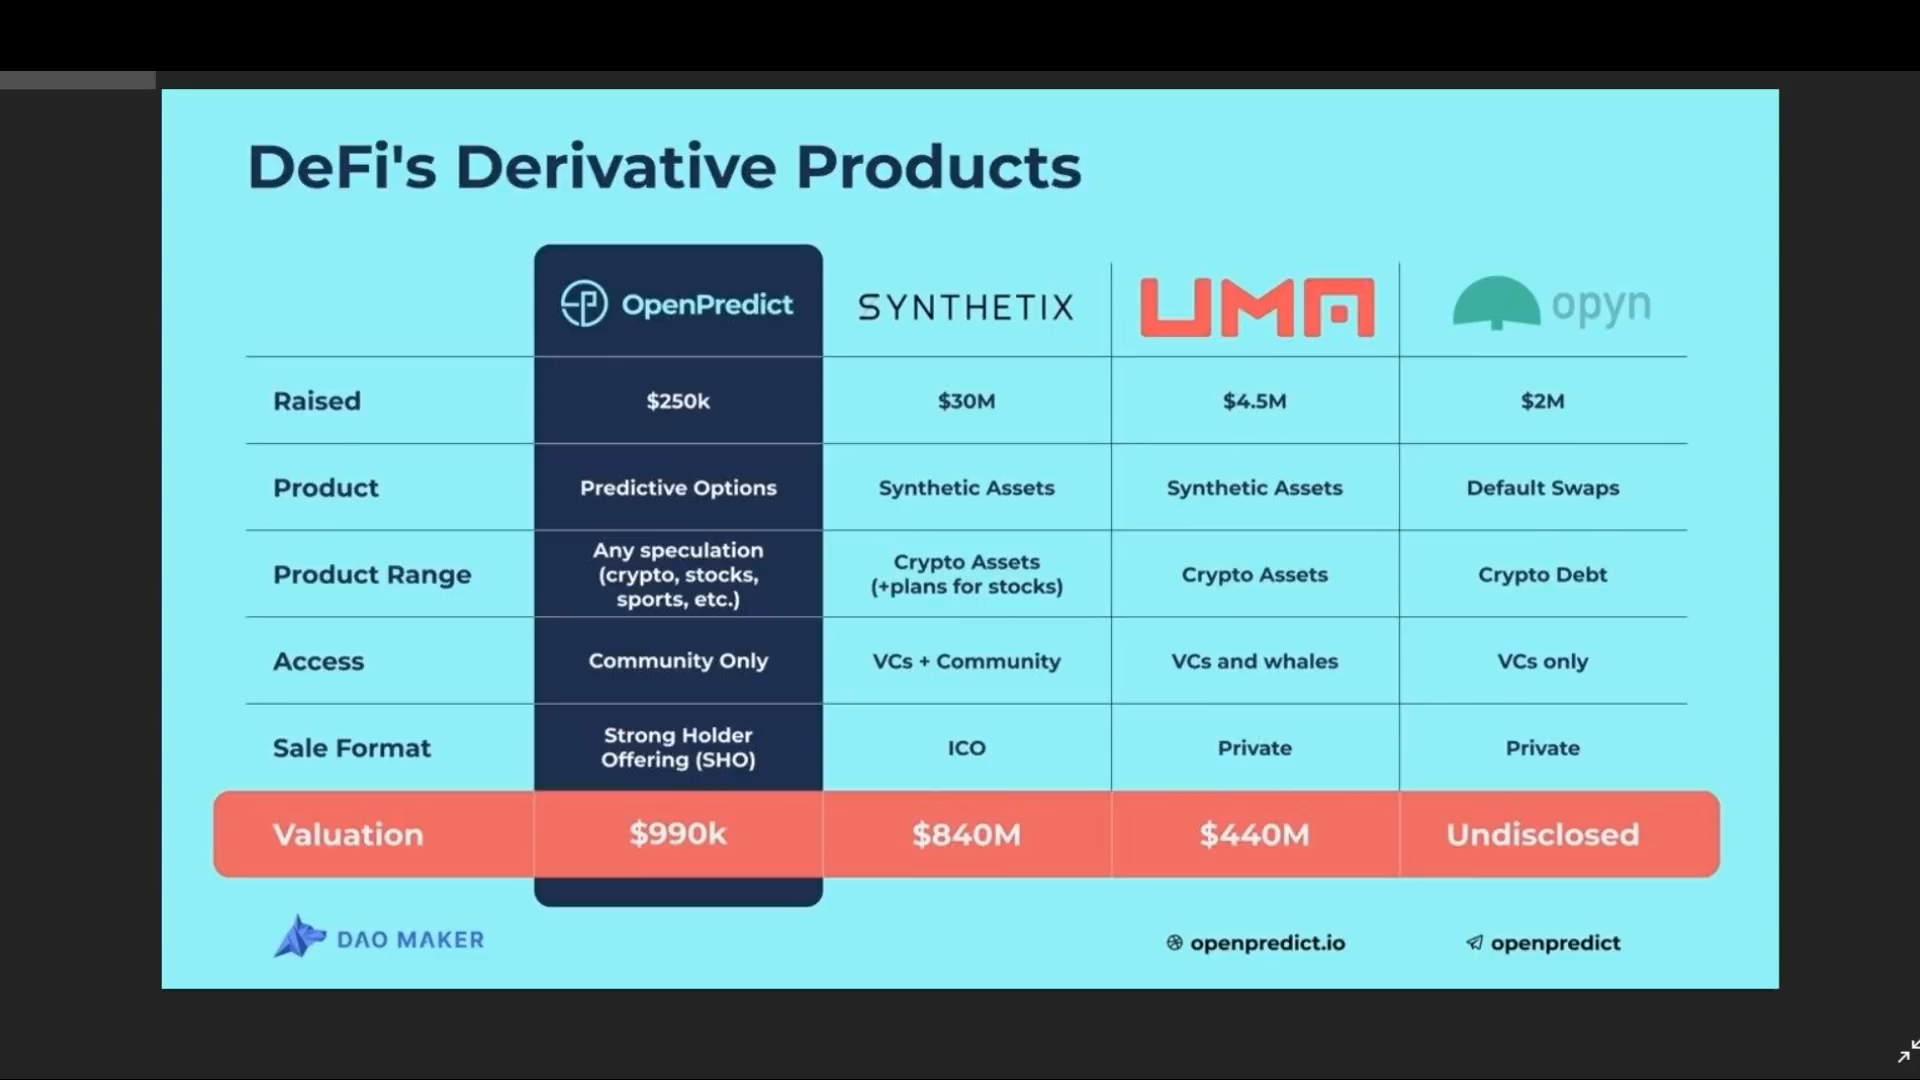 DeFi's Derivative Products
OpenPredict SYNTHETIX UMA opyn
Raised $250k $30M $4.5M $2M
Product Predictive Options Synthetic Assets Synthetic Assets Default Swaps
Product Range Any speculation
(crypto, stocks,
sports, etc.) Crypto Assets
(+plans for stocks) Crypto Assets Crypto Debt
Access Community Only VCs + Community VCs and whales VCs only
Sale Format Strong Holder
Offering (SHO) ICO Private Private
Valuation $990k $840M $440M Undisclosed
DAO MAKER openpredict.io openpredict